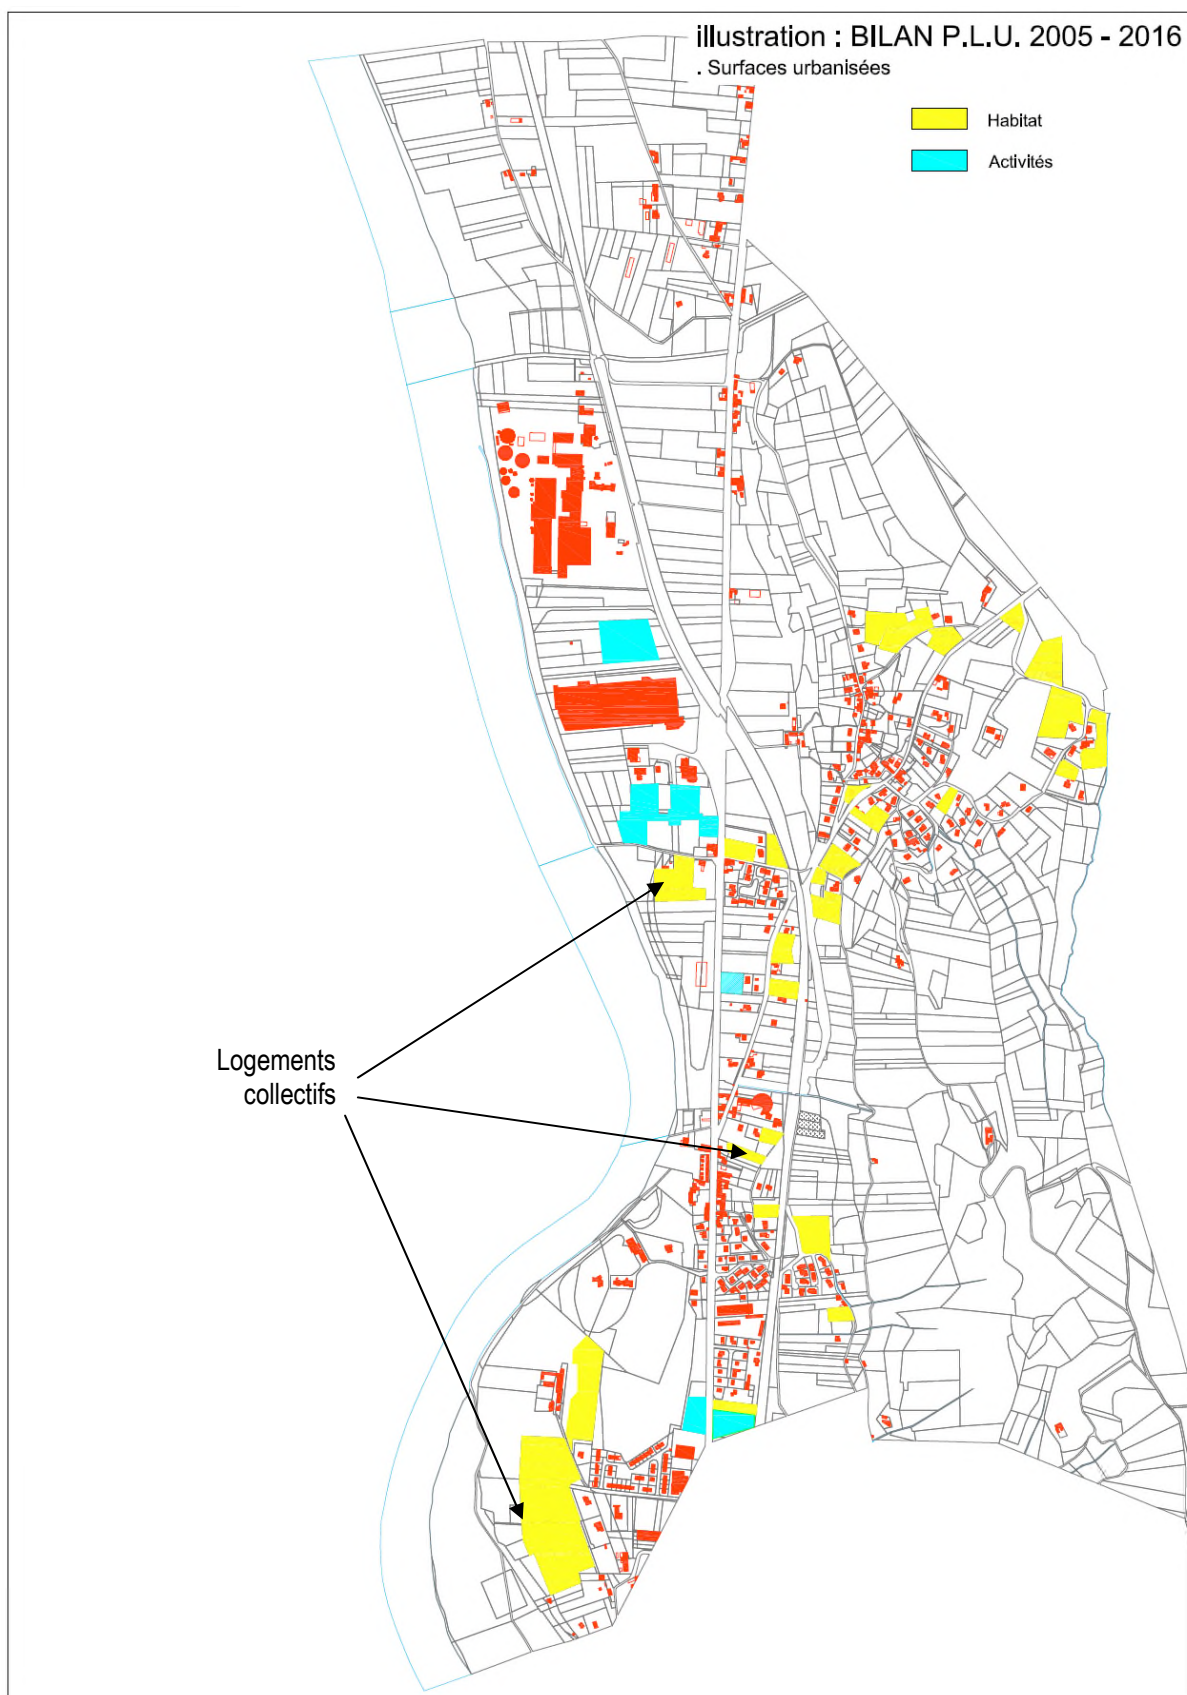 illustration : BILAN P.L.U. 2005 - 2016
. Surfaces urbanisées
Habitat
Activités
Logements
collectifs